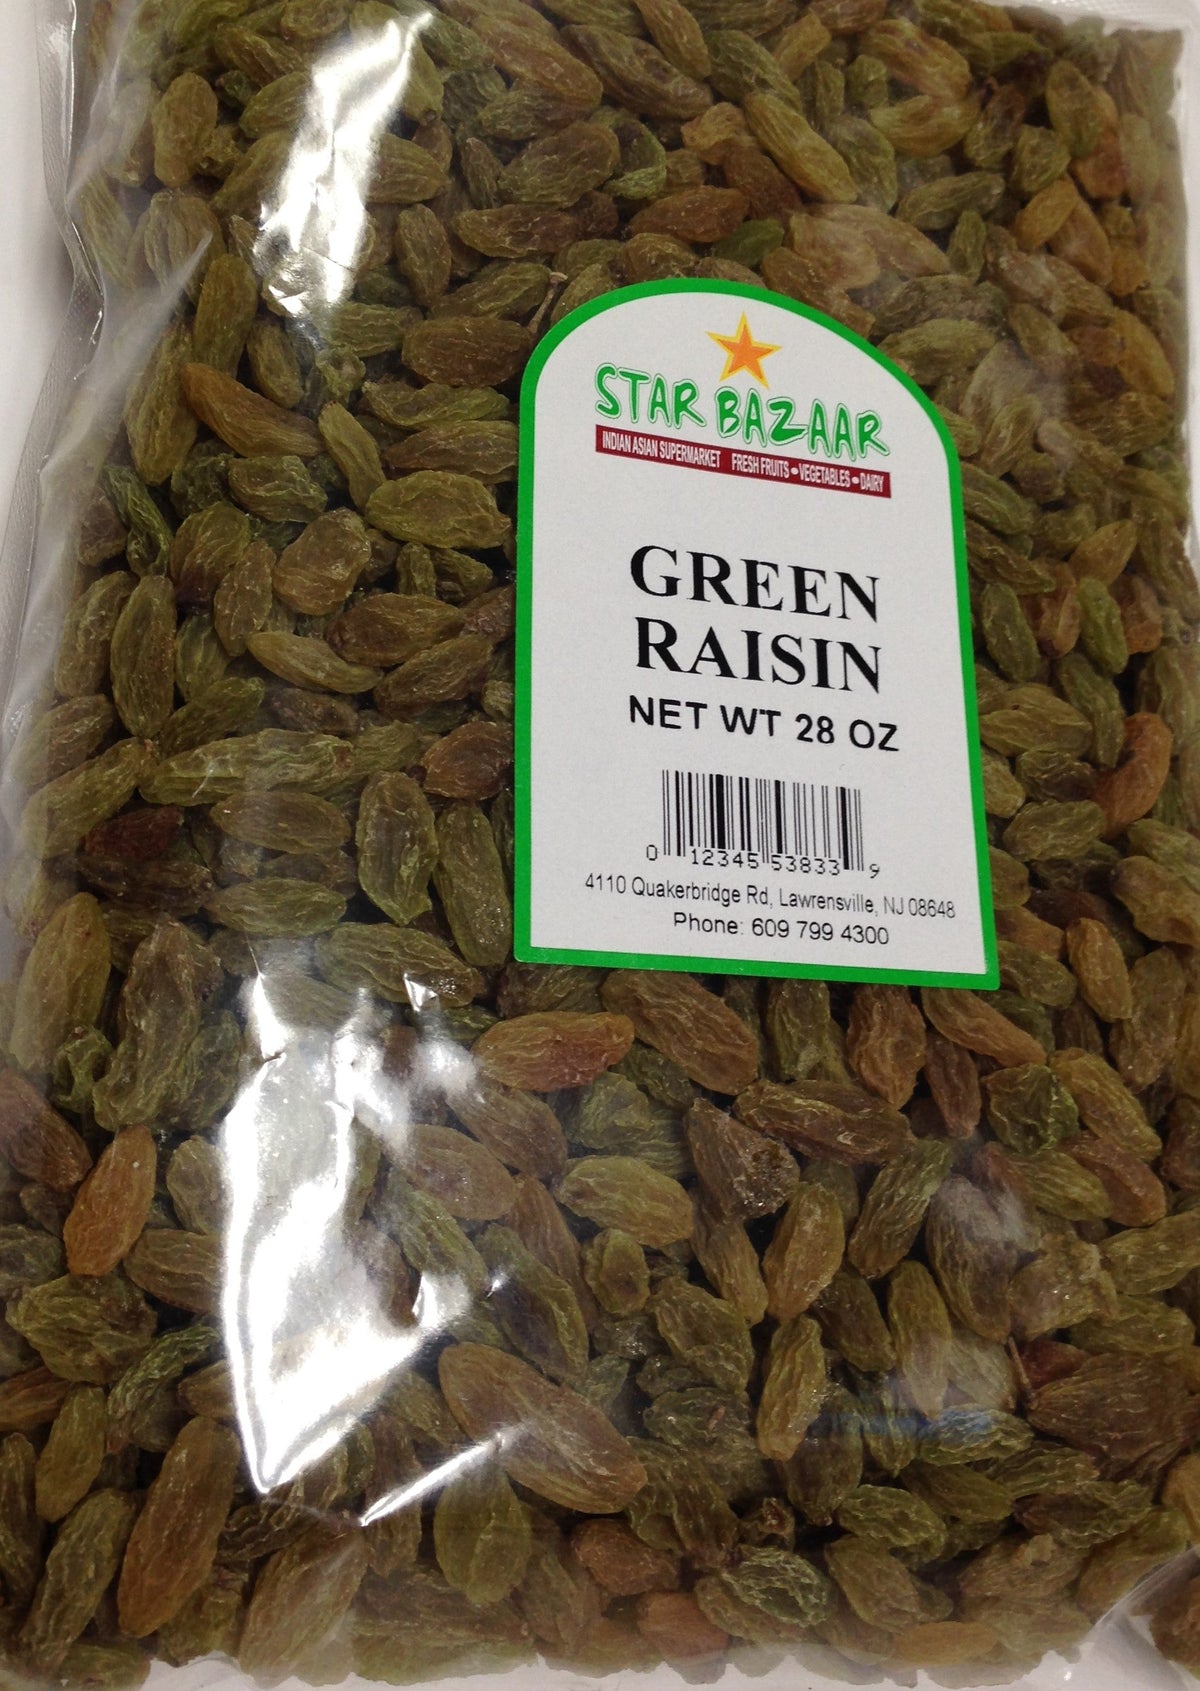 STAR BAZAAR
INDIAN ASIAN SUPERMARKET FRESH FRUITS • VEGETABLES • DAIRY
GREEN
RAISIN
NET WT 28 OZ
0 12345 53833 9
4110 Quakerbridge Rd, Lawrensville, NJ 08648
Phone: 609 799 4300